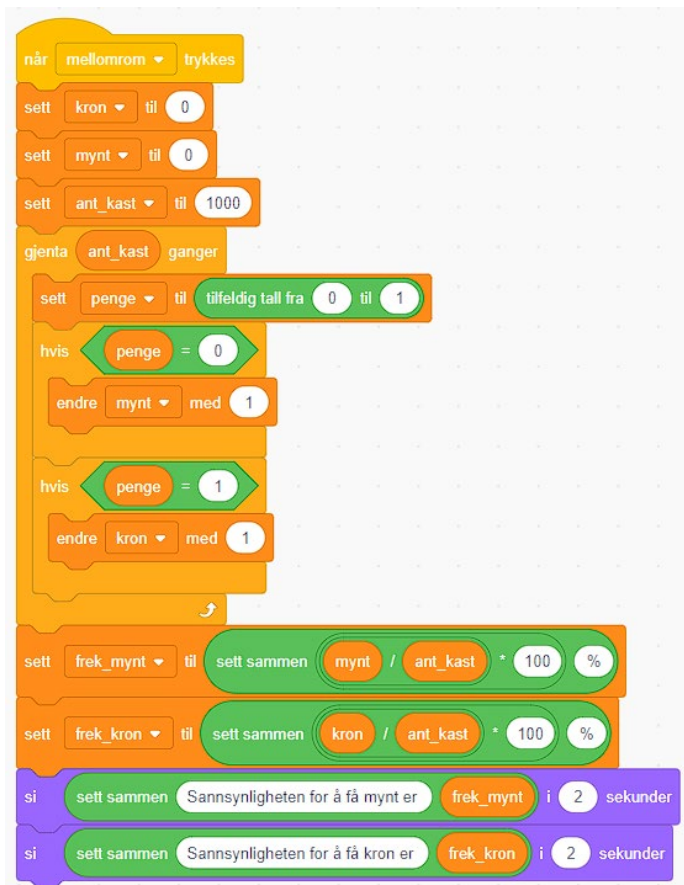 når mellomrom trykkes
sett kron til 0
sett mynt til 0
sett ant_kast til 1000
gjenta ant_kast ganger
sett penge til tilfeldig tall fra 0 til 1
hvis penge = 0
endre mynt med 1
hvis penge = 1
endre kron med 1
sett frek_mynt til sett sammen mynt / ant_kast * 100 %
sett frek_kron til sett sammen kron / ant_kast * 100 %
si sett sammen Sannsynligheten for å få mynt er frek_mynt i 2 sekunder
si sett sammen Sannsynligheten for å få kron er frek_kron i 2 sekunder